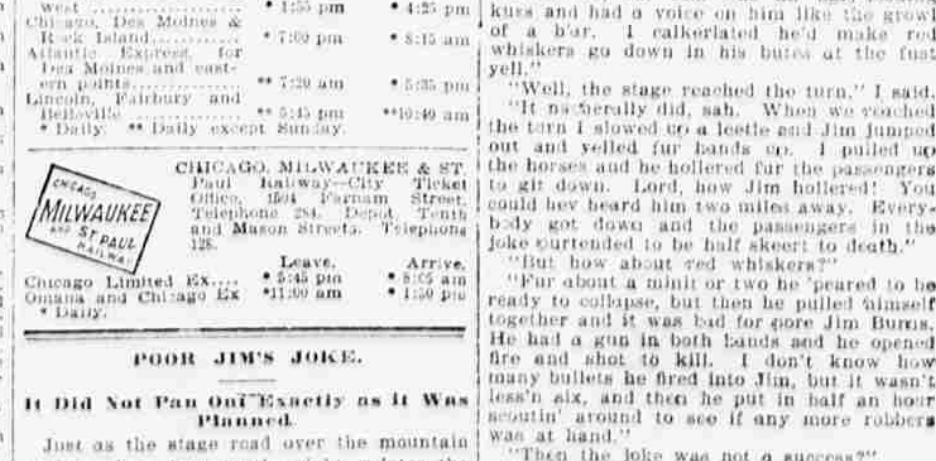 West .................. * 1:55 pm * 4:25 pm
Chicago, Des Moines &
Rock Island............. * 7:00 pm * 8:15 am
Atlantic Express, for
Des Moines and east-
ern points.............. ** 7:20 am * 5:35 pm
Lincoln, Fairbury and
Belleville .............. ** 5:45 pm **10:40 am
* Daily. ** Daily except Sunday.
CHICAGO
MILWAUKEE
AND ST PAUL
RAILWAY
CHICAGO, MILWAUKEE & ST.
Paul Railway—City Ticket
Office, 1504 Farnam Street.
Telephone 284. Depot, Tenth
and Mason Streets. Telephone
128.
Leave. Arrive.
Chicago Limited Ex.... * 5:45 pm * 8:05 am
Omaha and Chicago Ex *11:00 am * 1:50 pm
* Daily.
POOR JIM'S JOKE.
It Did Not Pan Out Exactly as it Was
Planned.
Just as the stage road over the mountain
kuss and had a voice on him like the growl
of a b'ar. I calkerlated he'd make red
whiskers go down in his butes at the fust
yell."
"Well, the stage reached the turn," I said.
"It natherally did, sah. When we reached
the turn I slowed up a leetle and Jim jumped
out and yelled fur hands up. I pulled up
the horses and he hollered fur the passengers
to git down. Lord, how Jim hollered! You
could hev heard him two miles away. Every-
body got down and the passengers in the
joke purtended to be half skeert to death."
"But how about red whiskers?"
"Fur about a minit or two he 'peared to be
ready to collapse, but then he pulled himself
together and it was bad for pore Jim Burns.
He had a gun in both hands and he opened
fire and shot to kill. I don't know how
many bullets he fired into Jim, but it wasn't
less'n six, and then he put in half an hour
scoutin' around to see if any more robbers
was at hand."
"Then the joke was not a success?"